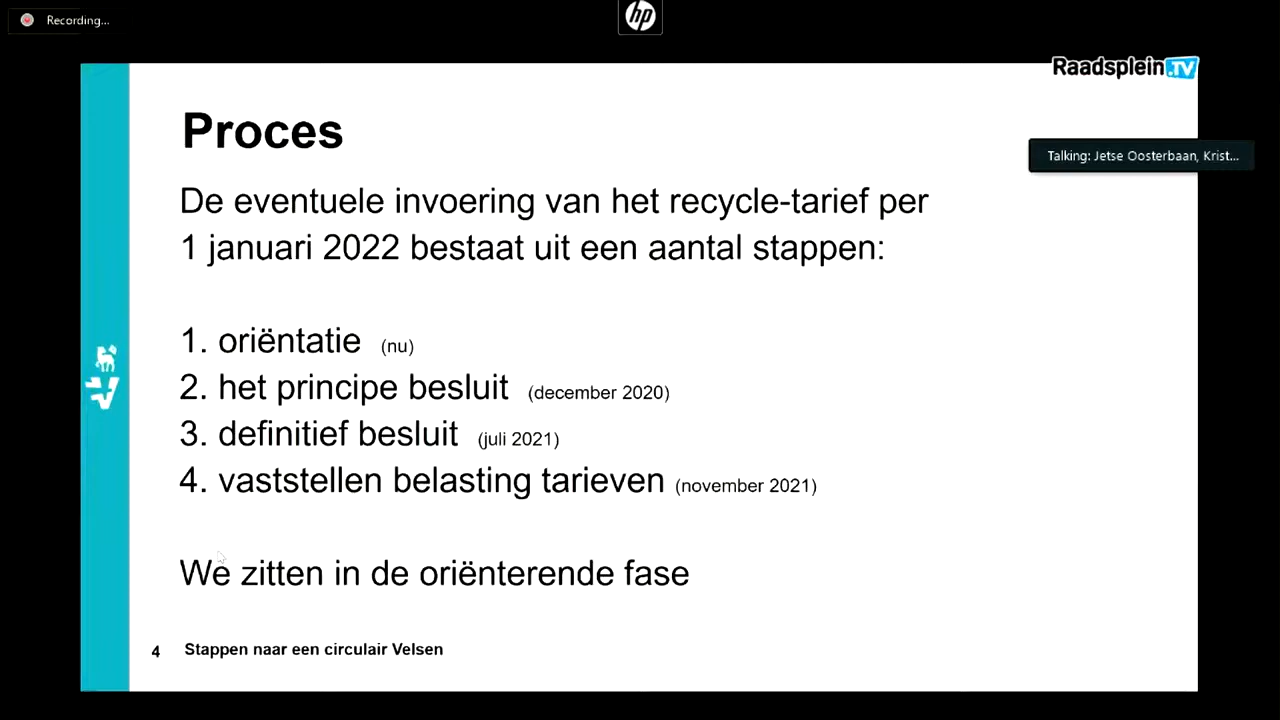 Recording...
hp
Raadsplein.TV
Proces
Talking: Jetse Oosterbaan, Krist...
De eventuele invoering van het recycle-tarief per
1 januari 2022 bestaat uit een aantal stappen:
1. oriëntatie (nu)
2. het principe besluit (december 2020)
3. definitief besluit (juli 2021)
4. vaststellen belasting tarieven (november 2021)
We zitten in de oriënterende fase
4 Stappen naar een circulair Velsen